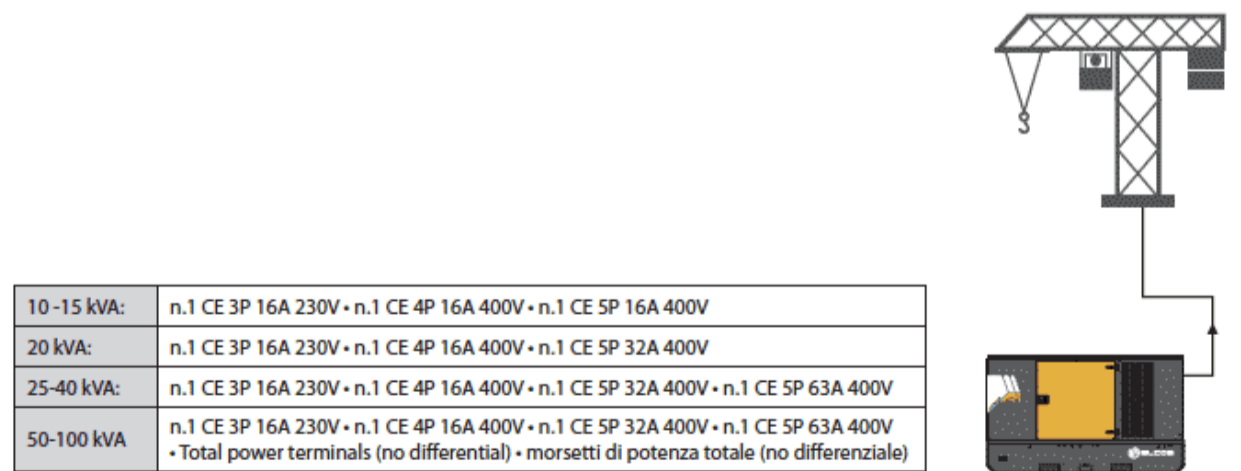 10 -15 kVA: n.1 CE 3P 16A 230V • n.1 CE 4P 16A 400V • n.1 CE 5P 16A 400V
20 kVA: n.1 CE 3P 16A 230V • n.1 CE 4P 16A 400V • n.1 CE 5P 32A 400V
25-40 kVA: n.1 CE 3P 16A 230V • n.1 CE 4P 16A 400V • n.1 CE 5P 32A 400V • n.1 CE 5P 63A 400V
50-100 kVA n.1 CE 3P 16A 230V • n.1 CE 4P 16A 400V • n.1 CE 5P 32A 400V • n.1 CE 5P 63A 400V
• Total power terminals (no differential) • morsetti di potenza totale (no differenziale)